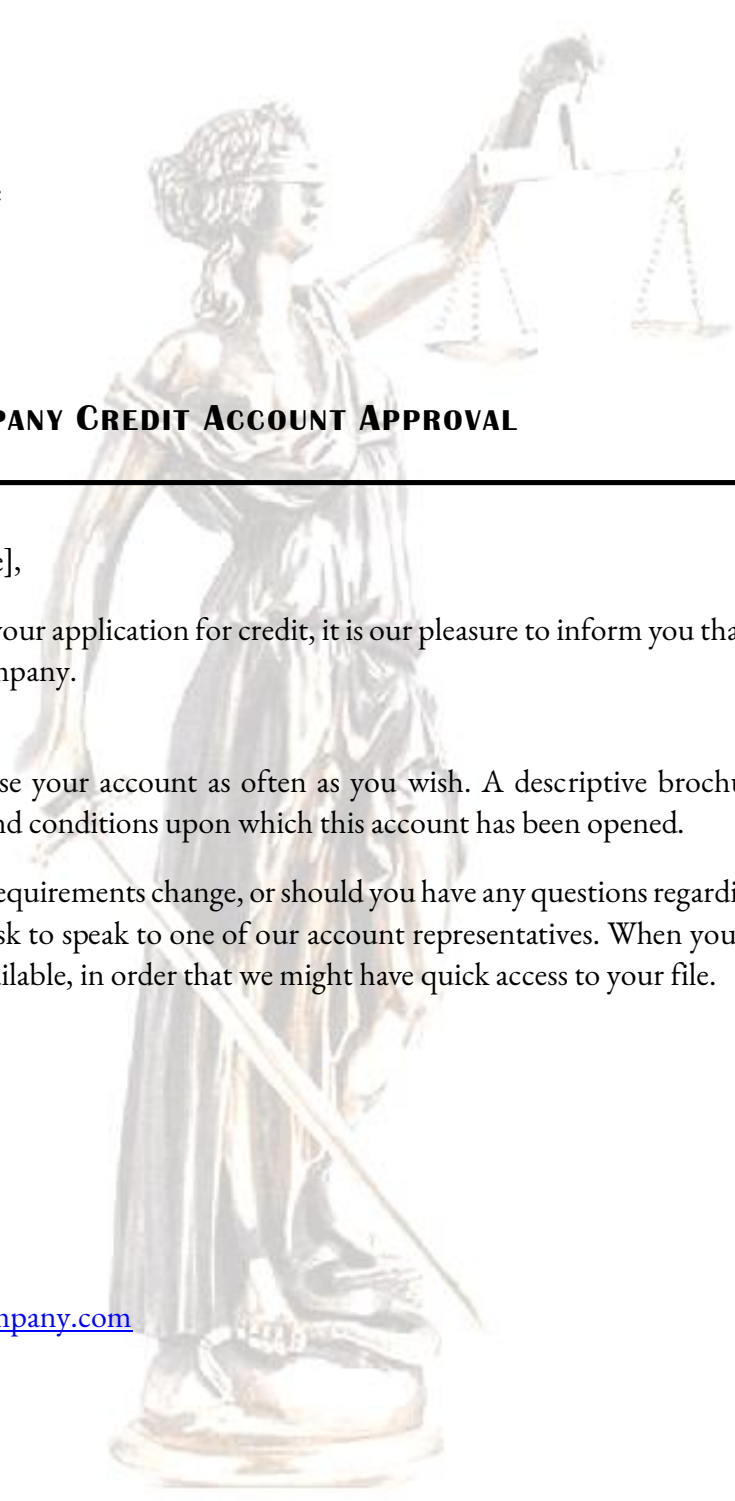 PANY CREDIT ACCOUNT APPROVAL
e],
your application for credit, it is our pleasure to inform you tha
mpany.
se your account as often as you wish. A descriptive broch
nd conditions upon which this account has been opened.
equirements change, or should you have any questions regardi
sk to speak to one of our account representatives. When you
ilable, in order that we might have quick access to your file.
mpany.com